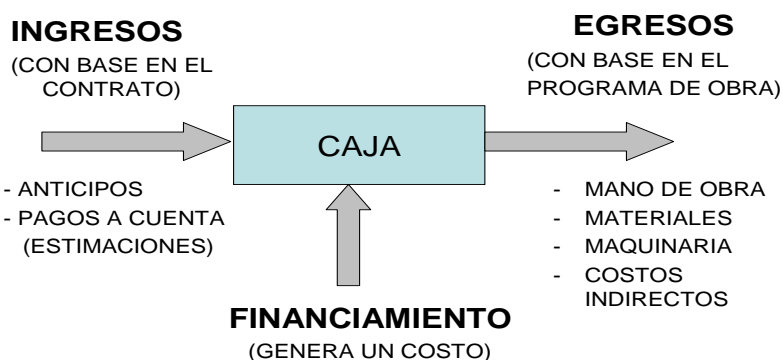 INGRESOS
(CON BASE EN EL
CONTRATO)
- ANTICIPOS
- PAGOS A CUENTA
(ESTIMACIONES)
CAJA
EGRESOS
(CON BASE EN EL
PROGRAMA DE OBRA)
- MANO DE OBRA
- MATERIALES
- MAQUINARIA
- COSTOS
INDIRECTOS
FINANCIAMIENTO
(GENERA UN COSTO)